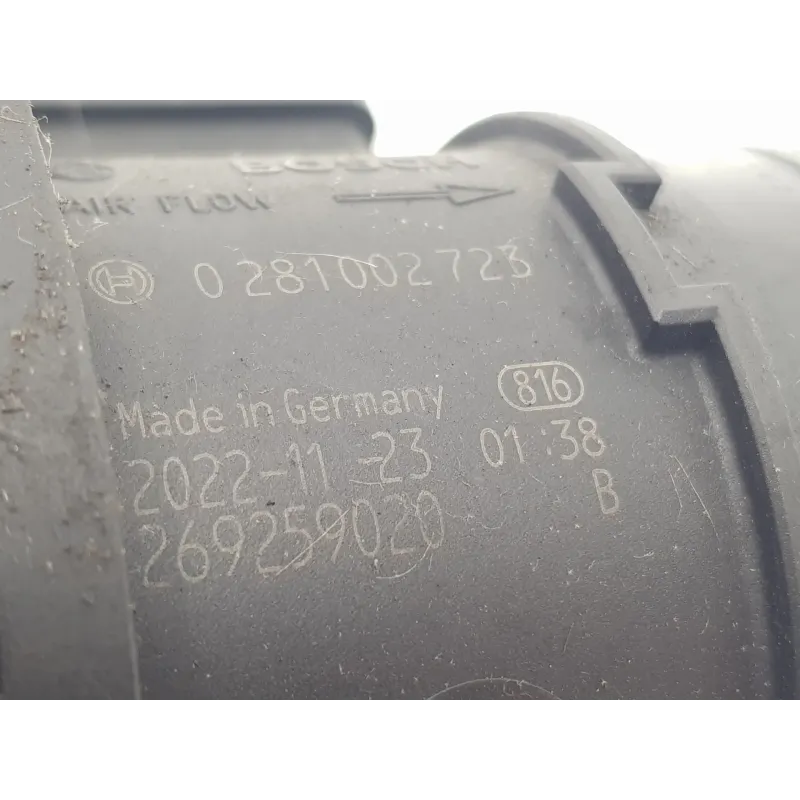 BOSCH
AIR FLOW
0 281 002 723
Made in Germany 816
2022-11-23 01:38
269259020 B